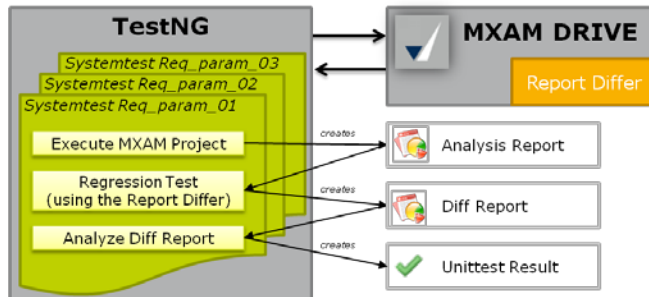 TestNG
MXAM DRIVE
Report Differ
Systemtest Req_param_03
Systemtest Req_param_02
Systemtest Req_param_01
Execute MXAM Project
creates
Analysis Report
Regression Test
(using the Report Differ)
creates
Diff Report
Analyze Diff Report
creates
Unittest Result